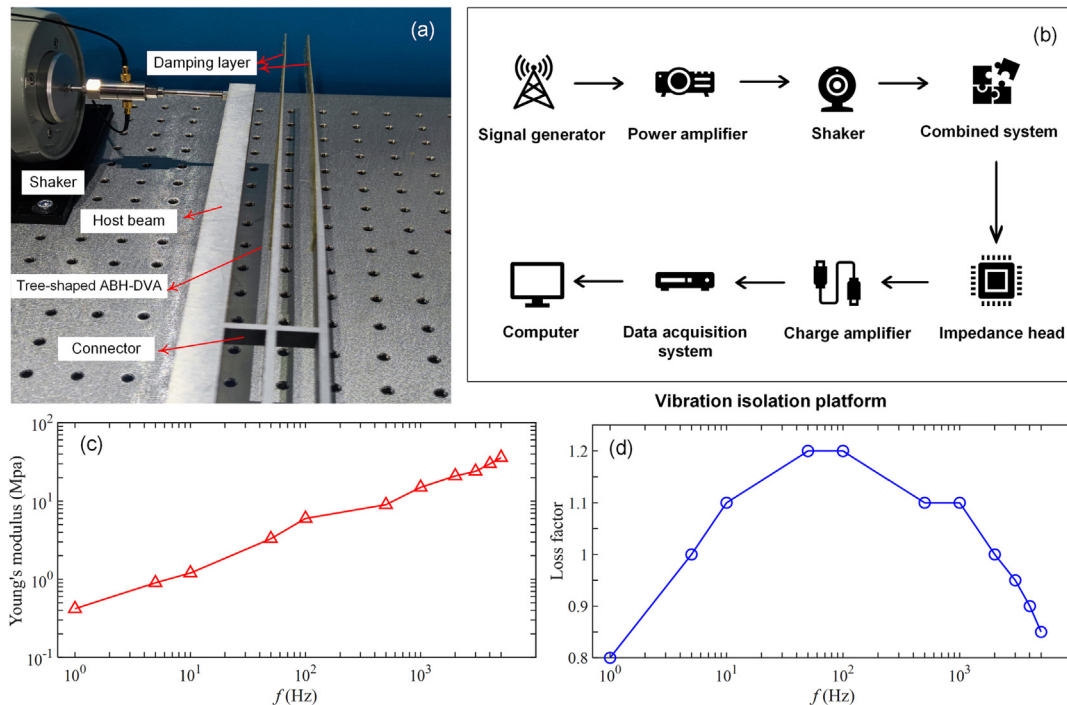 (a)
Damping layer
Shaker
Host beam
Tree-shaped ABH-DVA
Connector
(b)
Signal generator
Power amplifier
Shaker
Combined system
Computer
Data acquisition
system
Charge amplifier
Impedance head
Vibration isolation platform
(c)
Young's modulus (Mpa)
10²
10¹
10⁰
10⁻¹
10⁰
10¹
10²
10³
f (Hz)
(d)
Loss factor
1.2
1.1
1
0.9
0.8
10⁰
10¹
10²
10³
f (Hz)